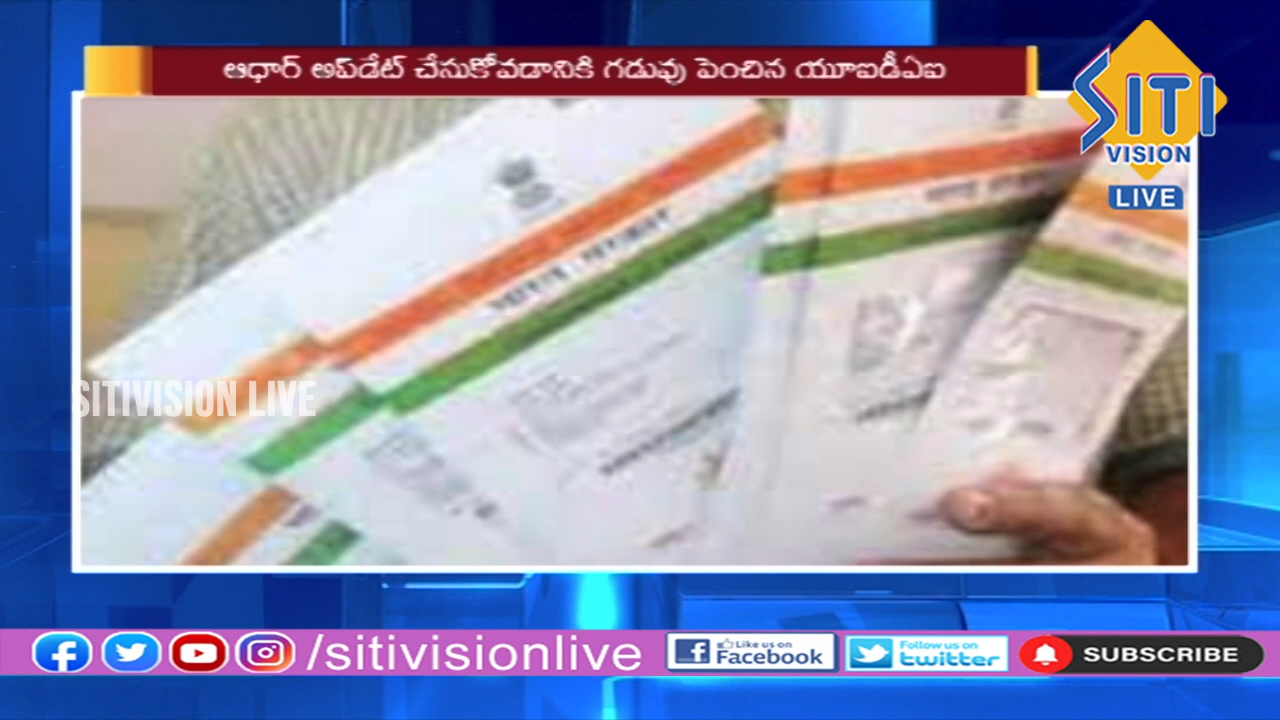 ఆధార్ అప్‌డేట్ చేసుకోవడానికి గడువు పెంచిన యూఐడీఏఐ
SITI
VISION
LIVE
SITIVISION LIVE
/sitivisionlive
Like us on
Facebook
Follow us on
twitter
SUBSCRIBE